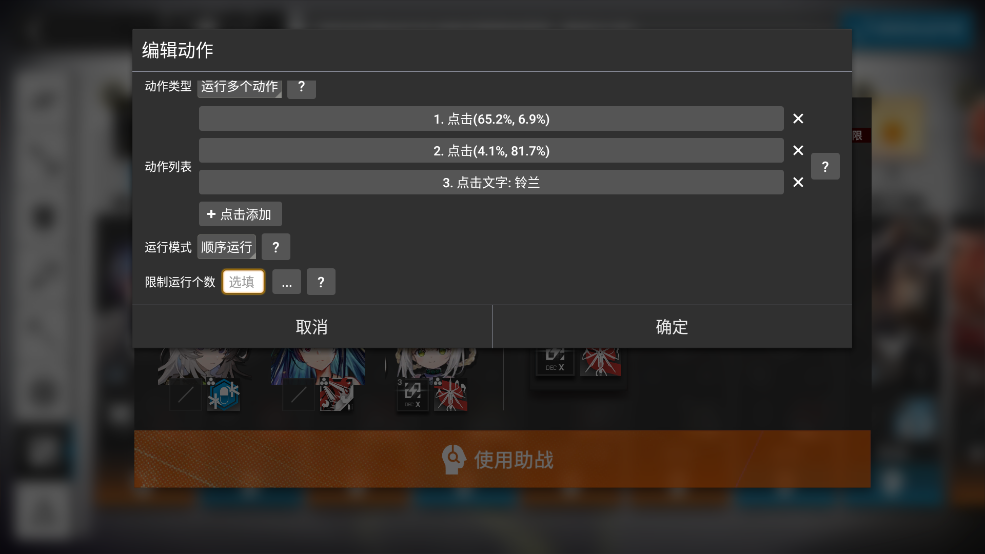 编辑动作
动作类型 运行多个动作 ?
1. 点击(65.2%, 6.9%) ×
2. 点击(4.1%, 81.7%) ×
动作列表 ?
3. 点击文字: 铃兰 ×
+ 点击添加
运行模式 顺序运行 ?
限制运行个数 选填 ... ?
取消 确定
限
使用助战